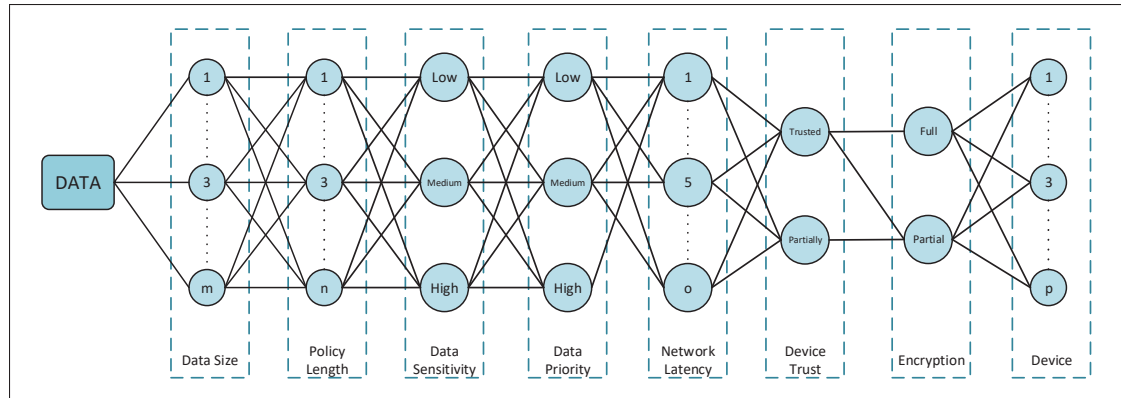 DATA
1
3
m
Data Size
1
3
n
Policy
Length
Low
Medium
High
Data
Sensitivity
Low
Medium
High
Data
Priority
1
5
o
Network
Latency
Trusted
Partially
Device
Trust
Full
Partial
Encryption
1
3
p
Device